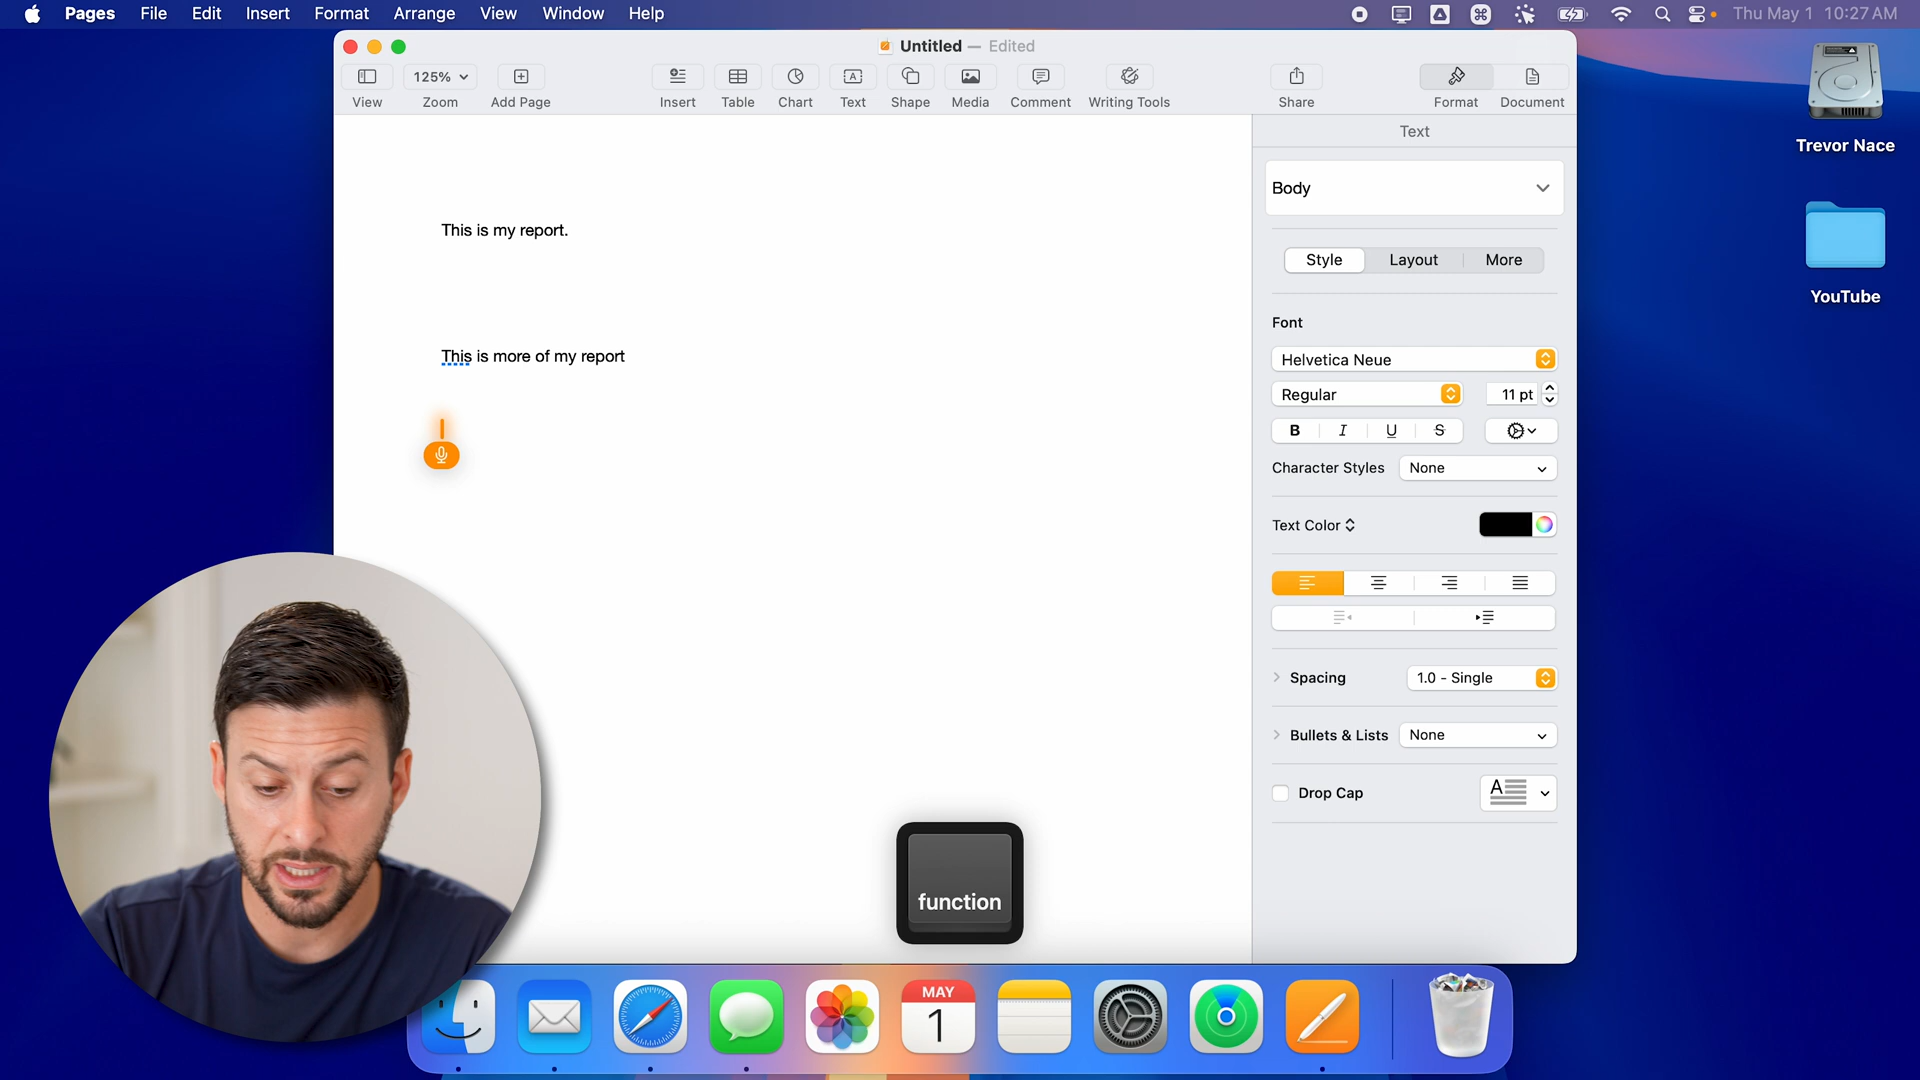 Pages File Edit Insert Format Arrange View Window Help
Thu May 1 10:27 AM
Untitled — Edited
125%
View Zoom Add Page Insert Table Chart Text Shape Media Comment Writing Tools Share Format Document
Text
Body
Style Layout More
Font
Helvetica Neue
Regular 11 pt
B I U S
Character Styles None
Text Color
Spacing 1.0 - Single
Bullets & Lists None
Drop Cap A
This is my report.
This is more of my report
function
Trevor Nace
YouTube
MAY
1